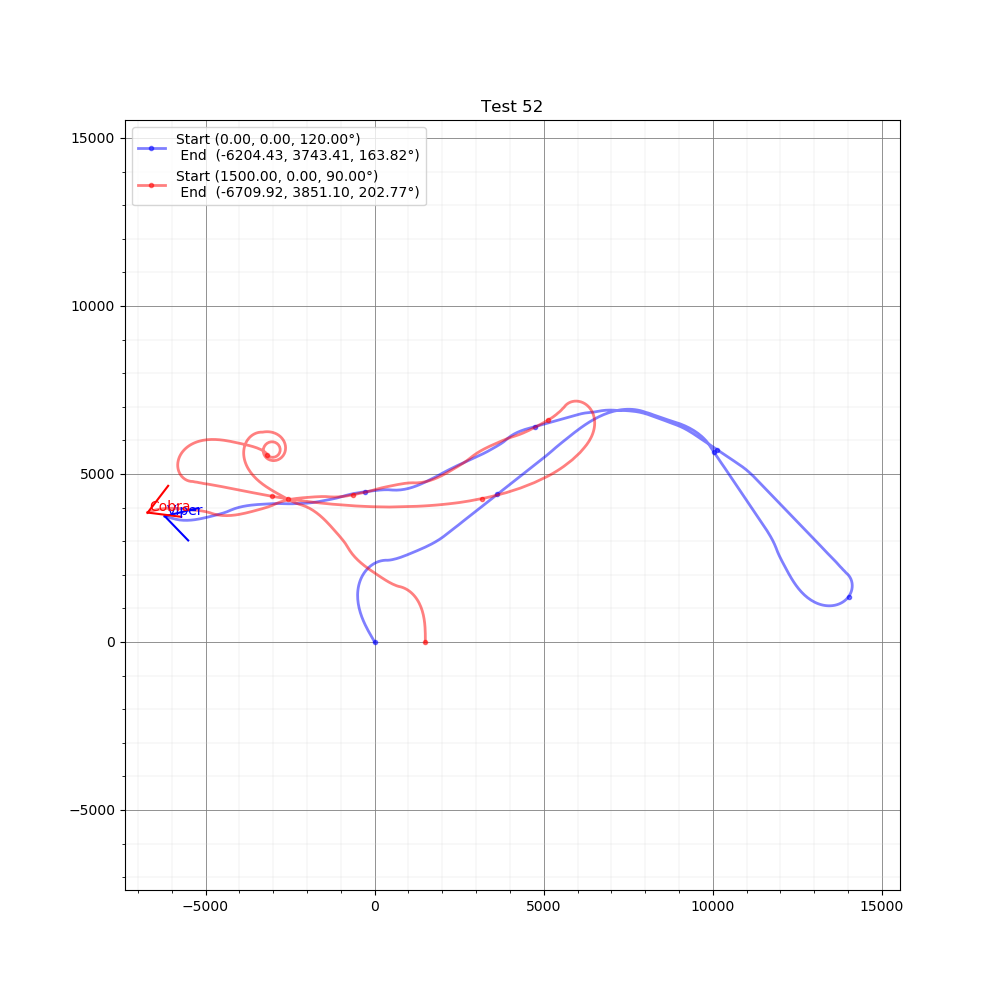 Test 52
Start (0.00, 0.00, 120.00°)
End  (-6204.43, 3743.41, 163.82°)
Start (1500.00, 0.00, 90.00°)
End  (-6709.92, 3851.10, 202.77°)
15000
10000
5000
0
−5000
Cobra
Viper
−5000
0
5000
10000
15000